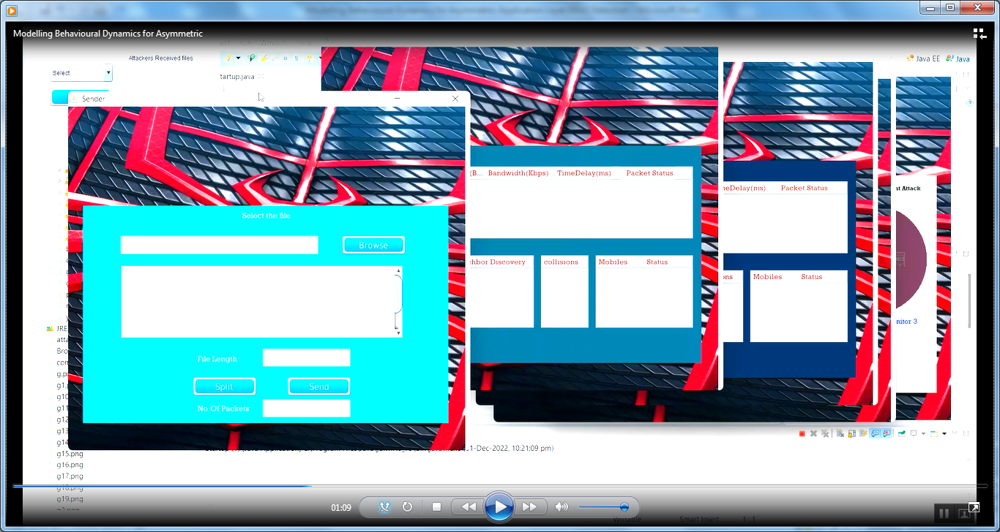 Modelling Behavioural Dynamics for Asymmetric
Attackers Received files
Java EE
Java
Select
startup.java
Sender
Select the file
Browse
File Length
Split
Send
No Of Packets
(B...
Bandwidth(Kbps)
TimeDelay(ms)
Packet Status
hbor Discovery
collisions
Mobiles
Status
neDelay(ms)
Packet Status
ons
Mobiles
Status
nt Attack
nitor 3
JRE
atta
Bro
con
g.p
g1.
g10
g11
g12
g13
g14
1-Dec-2022, 10:21:09 pm)
g15.png
g16.png
g17.png
g18.png
g19.png
01:09
Writable
Smart Insert
1 : 1